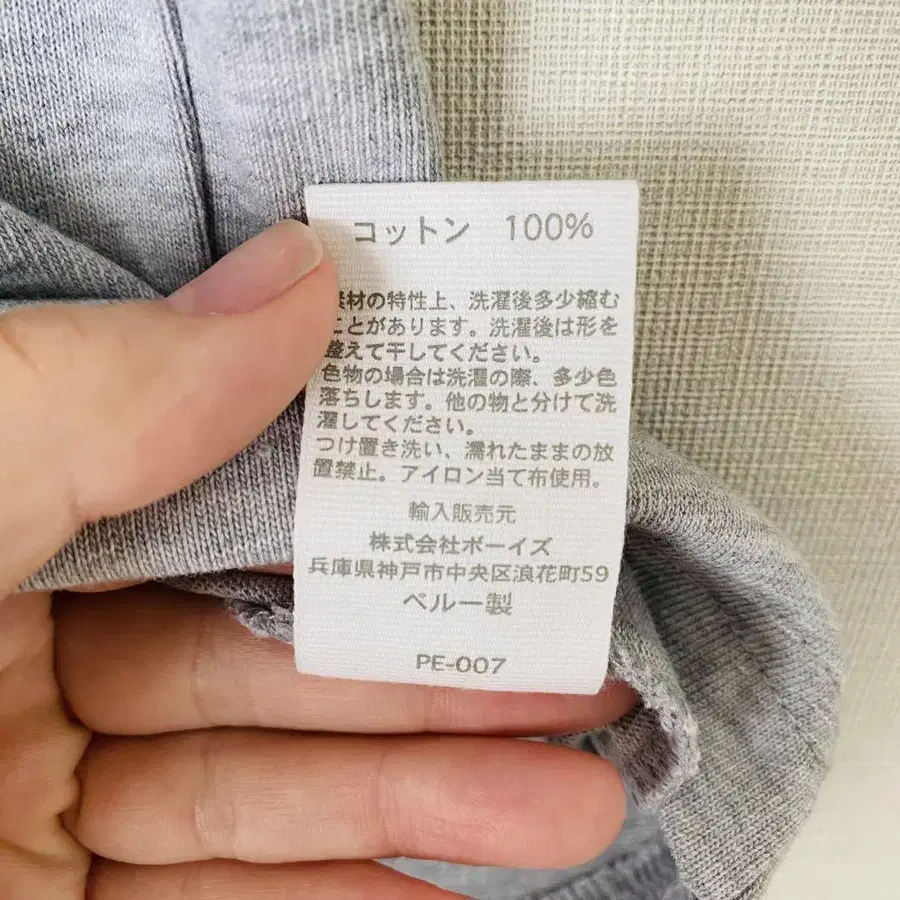 コットン 100%
素材の特性上、洗濯後多少縮む
ことがあります。洗濯後は形を
整えて干してください。
色物の場合は洗濯の際、多少色
落ちします。他の物と分けて洗
濯してください。
つけ置き洗い、濡れたままの放
置禁止。アイロン当て布使用。
輸入販売元
株式会社ボーイズ
兵庫県神戸市中央区浪花町59
ペルー製
PE-007